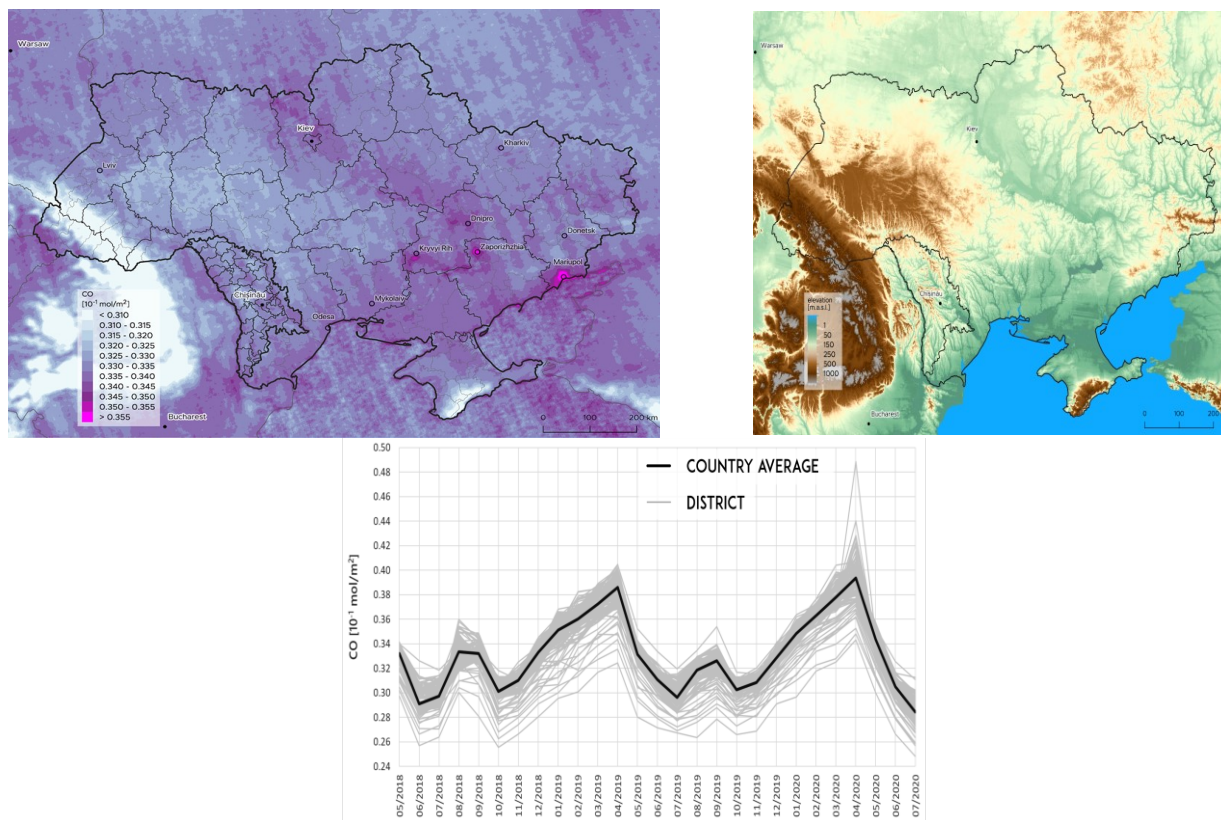 Warsaw
Kiev
Kharkiv
Lviv
Dnipro
Donetsk
Kryvyi Rih
Zaporizhzhia
Mariupol
Chișinău
Mykolaiv
Odesa
Bucharest
CO
[10⁻¹ mol/m²]
< 0.310
0.310 - 0.315
0.315 - 0.320
0.320 - 0.325
0.325 - 0.330
0.330 - 0.335
0.335 - 0.340
0.340 - 0.345
0.345 - 0.350
0.350 - 0.355
> 0.355
0 100 200 km
Warsaw
Kiev
Chișinău
elevation
[m.a.s.l.]
1
50
150
250
500
1000
Bucharest
0 100 200
COUNTRY AVERAGE
DISTRICT
CO [10⁻¹ mol/m²]
0.50
0.48
0.46
0.44
0.42
0.40
0.38
0.36
0.34
0.32
0.30
0.28
0.26
0.24
05/2018
06/2018
07/2018
08/2018
09/2018
10/2018
11/2018
12/2018
01/2019
02/2019
03/2019
04/2019
05/2019
06/2019
07/2019
08/2019
09/2019
10/2019
11/2019
12/2019
01/2020
02/2020
03/2020
04/2020
05/2020
06/2020
07/2020